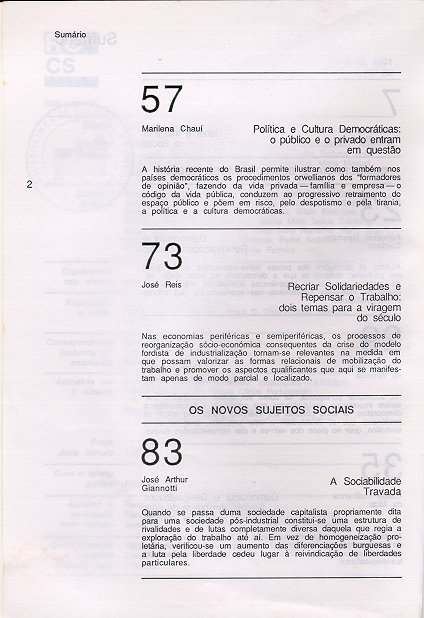 Sumário
57
Marilena Chauí
Política e Cultura Democráticas:
o público e o privado entram
em questão
A história recente do Brasil permite ilustrar como também nos
países democráticos os procedimentos orwellianos dos "formadores
de opinião", fazendo da vida privada — família e empresa — o
código da vida pública, conduzem ao progressivo retraimento do
espaço público e põem em risco, pelo despotismo e pela tirania,
a política e a cultura democráticas.
2
73
José Reis
Recriar Solidariedades e
Repensar o Trabalho:
dois temas para a viragem
do século
Nas economias periféricas e semiperiféricas, os processos de
reorganização sócio-económica consequentes da crise do modelo
fordista de industrialização tornam-se relevantes na medida em
que possam valorizar as formas relacionais de mobilização do
trabalho e promover os aspectos qualificantes que aqui se manifes-
tam apenas de modo parcial e localizado.
OS NOVOS SUJEITOS SOCIAIS
83
José Arthur
Giannotti
A Sociabilidade
Travada
Quando se passa duma sociedade capitalista propriamente dita
para uma sociedade pós-industrial constitui-se uma estrutura de
rivalidades e de lutas completamente diversa daquela que regia a
exploração do trabalho até aí. Em vez de homogeneização pro-
letária, verificou-se um aumento das diferenciações burguesas e
a luta pela liberdade cedeu lugar à reivindicação de liberdades
particulares.